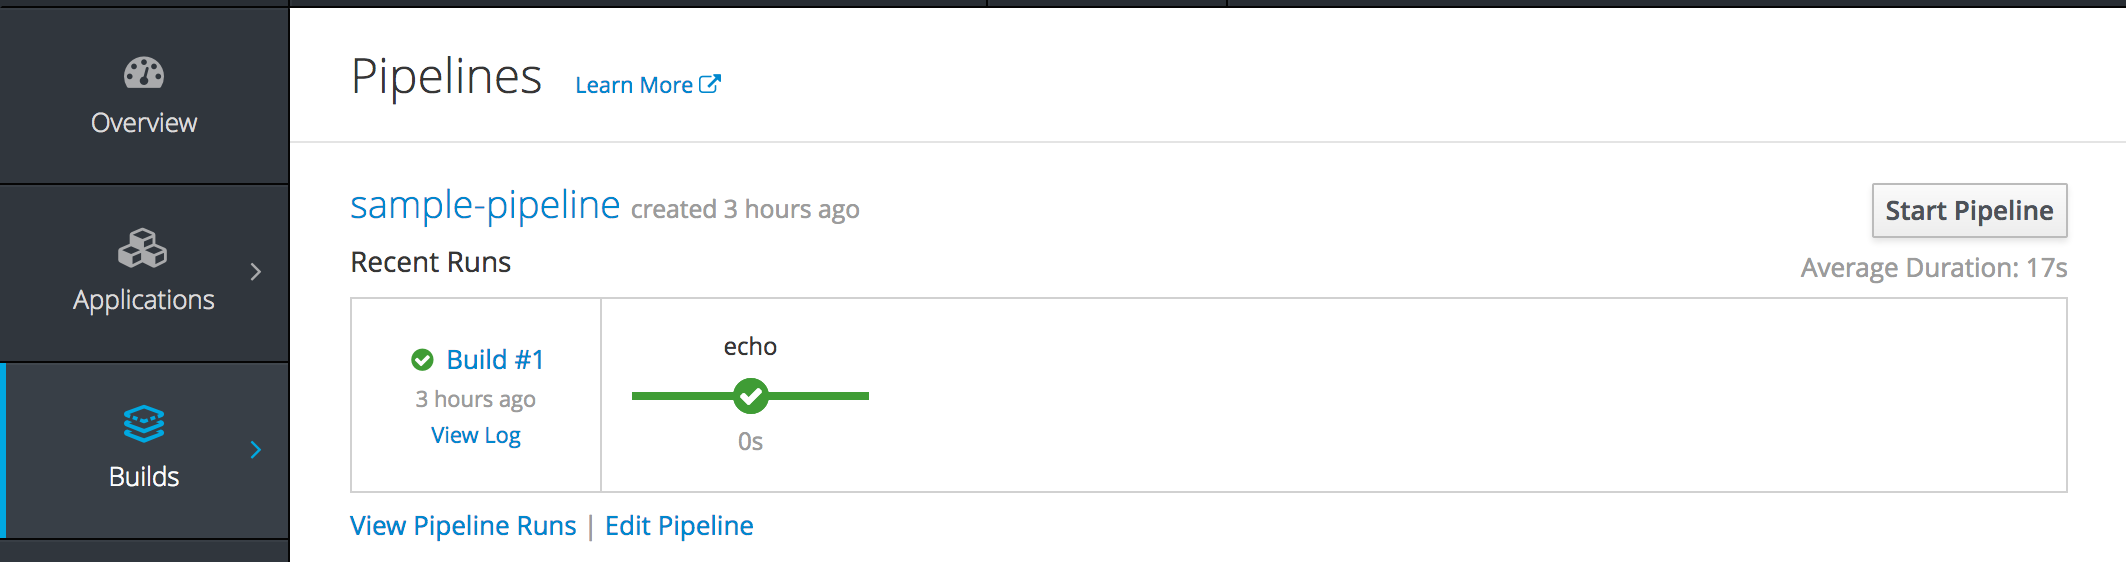 Overview
Applications
Builds
Pipelines Learn More
sample-pipeline created 3 hours ago
Start Pipeline
Recent Runs
Average Duration: 17s
Build #1
3 hours ago
View Log
echo
0s
View Pipeline Runs | Edit Pipeline